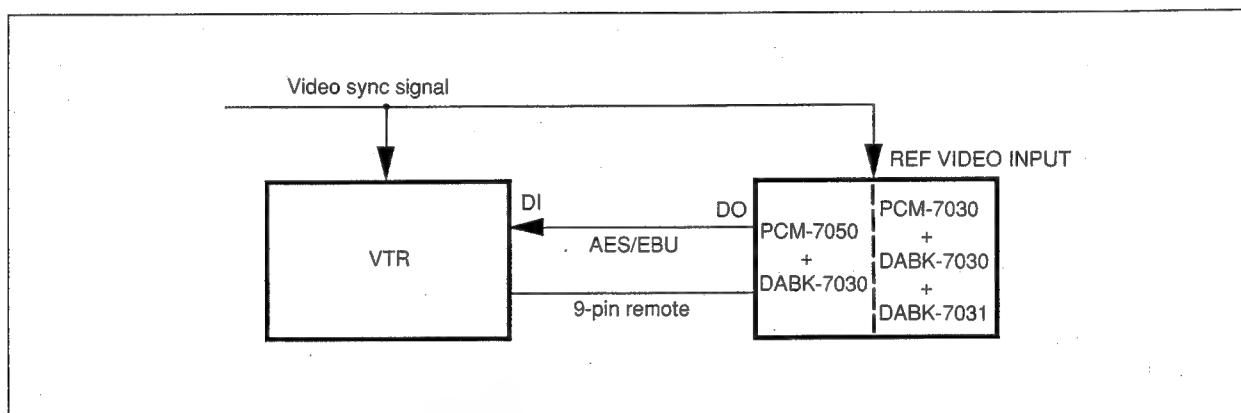 Video sync signal
REF VIDEO INPUT
DI
DO
PCM-7050
+
DABK-7030
PCM-7030
+
DABK-7030
+
DABK-7031
VTR
AES/EBU
9-pin remote